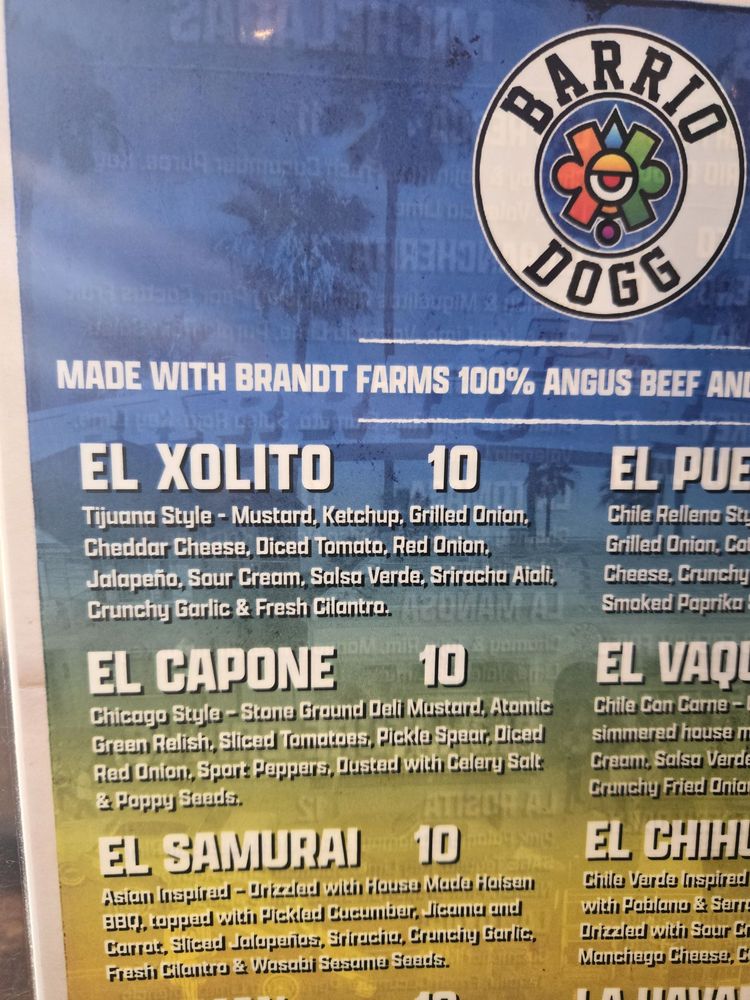 BARRIO
DOGG
MADE WITH BRANDT FARMS 100% ANGUS BEEF AND
EL XOLITO 10
Tijuana Style - Mustard, Ketchup, Grilled Onion,
Cheddar Cheese, Diced Tomato, Red Onion,
Jalapeño, Sour Cream, Salsa Verde, Sriracha Aioli,
Crunchy Garlic & Fresh Cilantro.
EL CAPONE 10
Chicago Style – Stone Ground Deli Mustard, Atomic
Green Relish, Sliced Tomatoes, Pickle Spear, Diced
Red Onion, Sport Peppers, Dusted with Celery Salt
& Poppy Seeds.
EL SAMURAI 10
Asian Inspired – Drizzled with House Made Hoisen
BBQ, topped with Pickled Cucumber, Jicama and
Carrot, Sliced Jalapeños, Sriracha, Crunchy Garlic,
Fresh Cilantro & Wasabi Sesame Seeds.
10
EL PUE
Chile Relleno
Grilled Onion,
Cheese, Crunchy
Smoked Paprika
EL VAQU
Chile Con Carne –
simmered house
Cream, Salsa Verde
Crunchy Fried
EL CHIHU
Chile Verde Inspired
with Poblano &
Drizzled with Sour
Manchego Cheese,